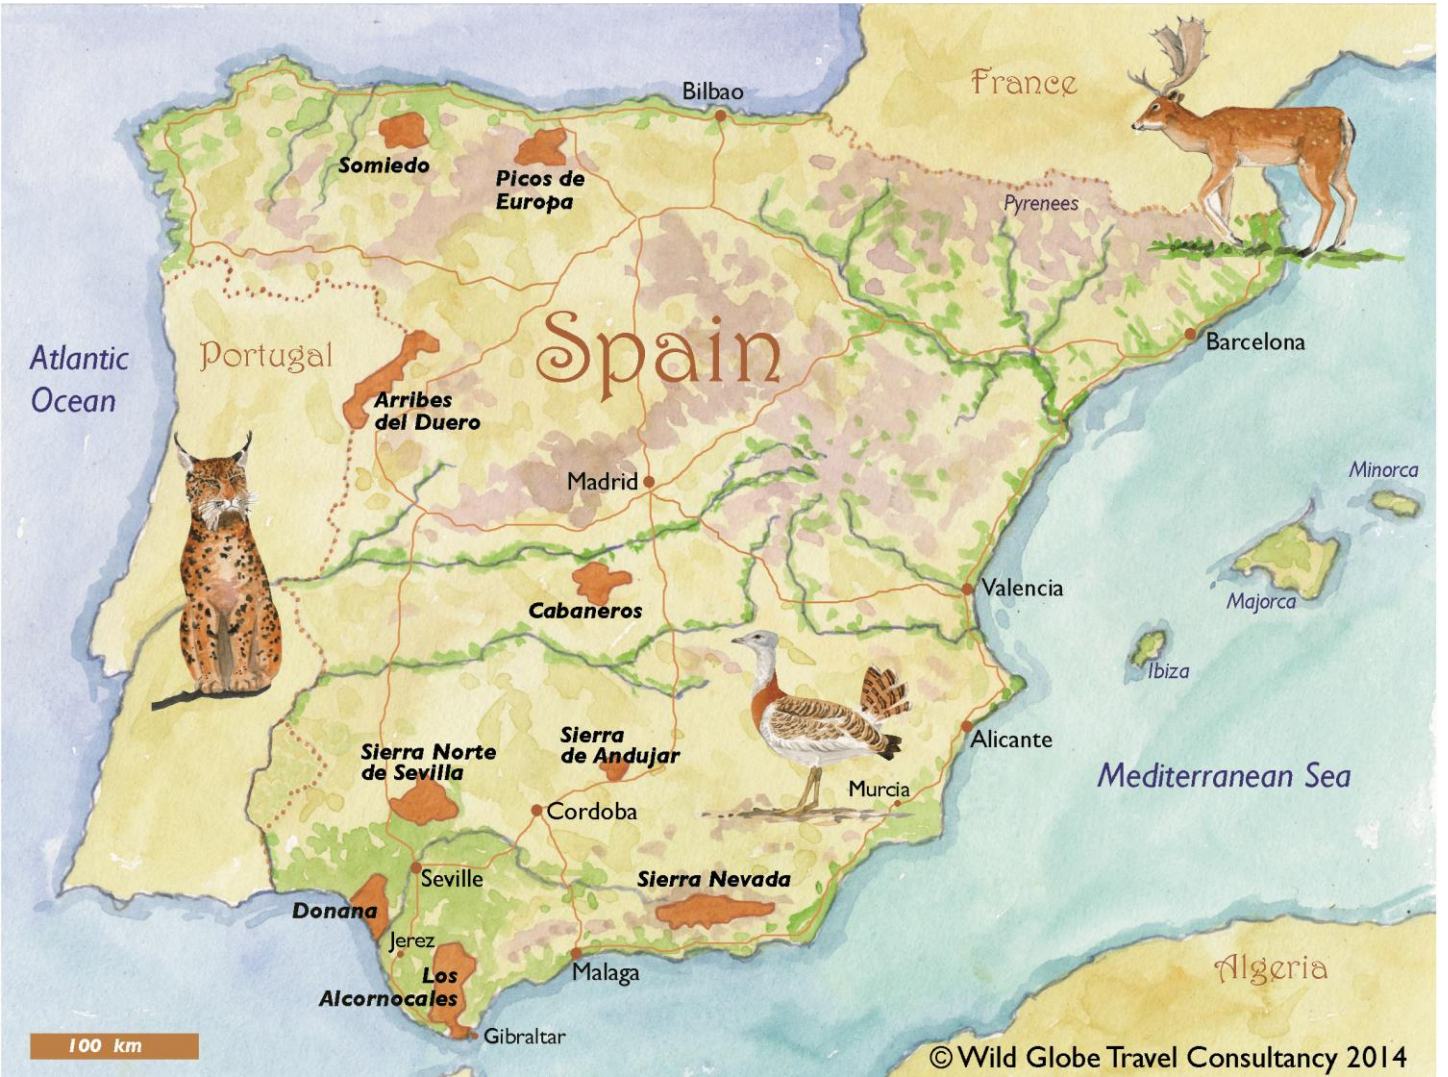 France
Bilbao
Somiedo
Picos de
Europa
Pyrenees
Spain
Portugal
Atlantic
Ocean
Barcelona
Arribes
del Duero
Madrid
Minorca
Majorca
Ibiza
Valencia
Cabaneros
Sierra Norte
de Sevilla
Sierra
de Andujar
Alicante
Mediterranean Sea
Murcia
Cordoba
Seville
Sierra Nevada
Donana
Jerez
Los
Alcornocales
Malaga
Algeria
Gibraltar
100 km
© Wild Globe Travel Consultancy 2014